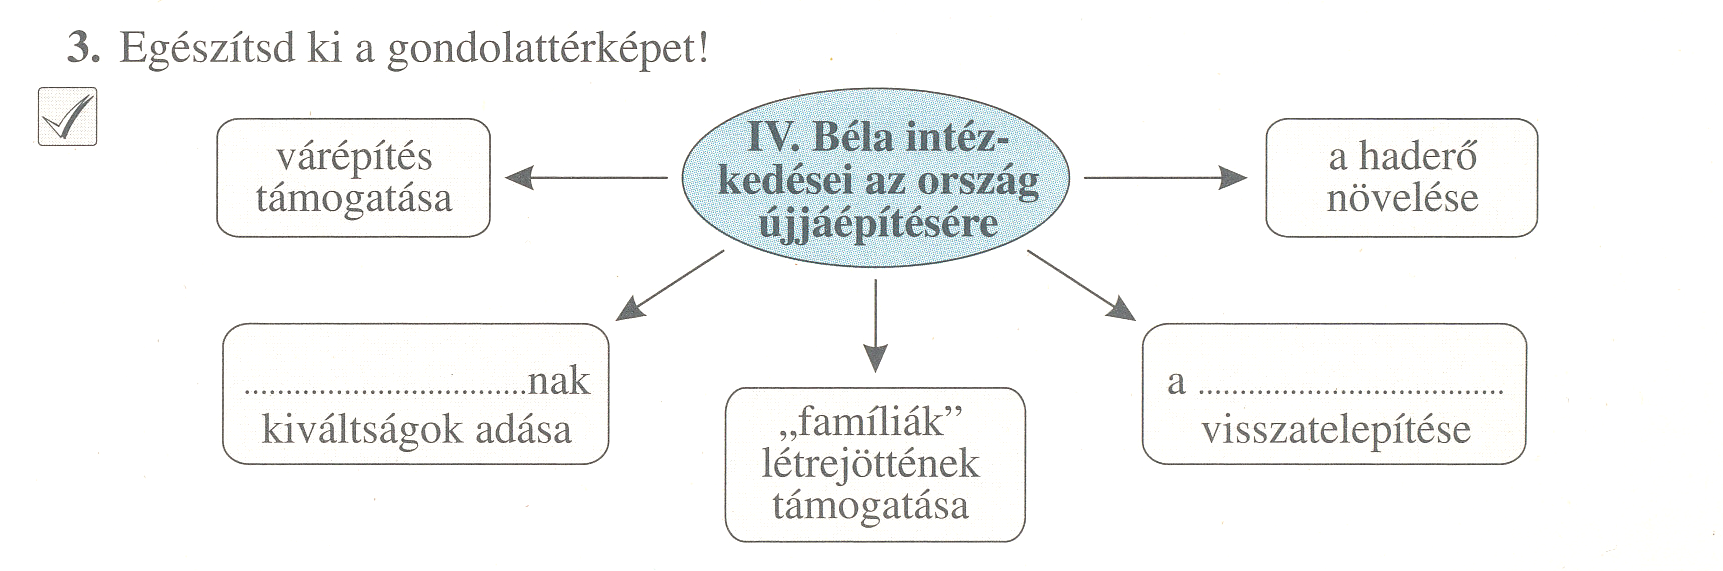 3. Egészítsd ki a gondolattérképet!
IV. Béla intéz-
kedései az ország
újjáépítésére
várépítés
támogatása
a haderő
növelése
................................nak
kiváltságok adása
„famíliák”
létrejöttének
támogatása
a ..................................
visszatelepítése